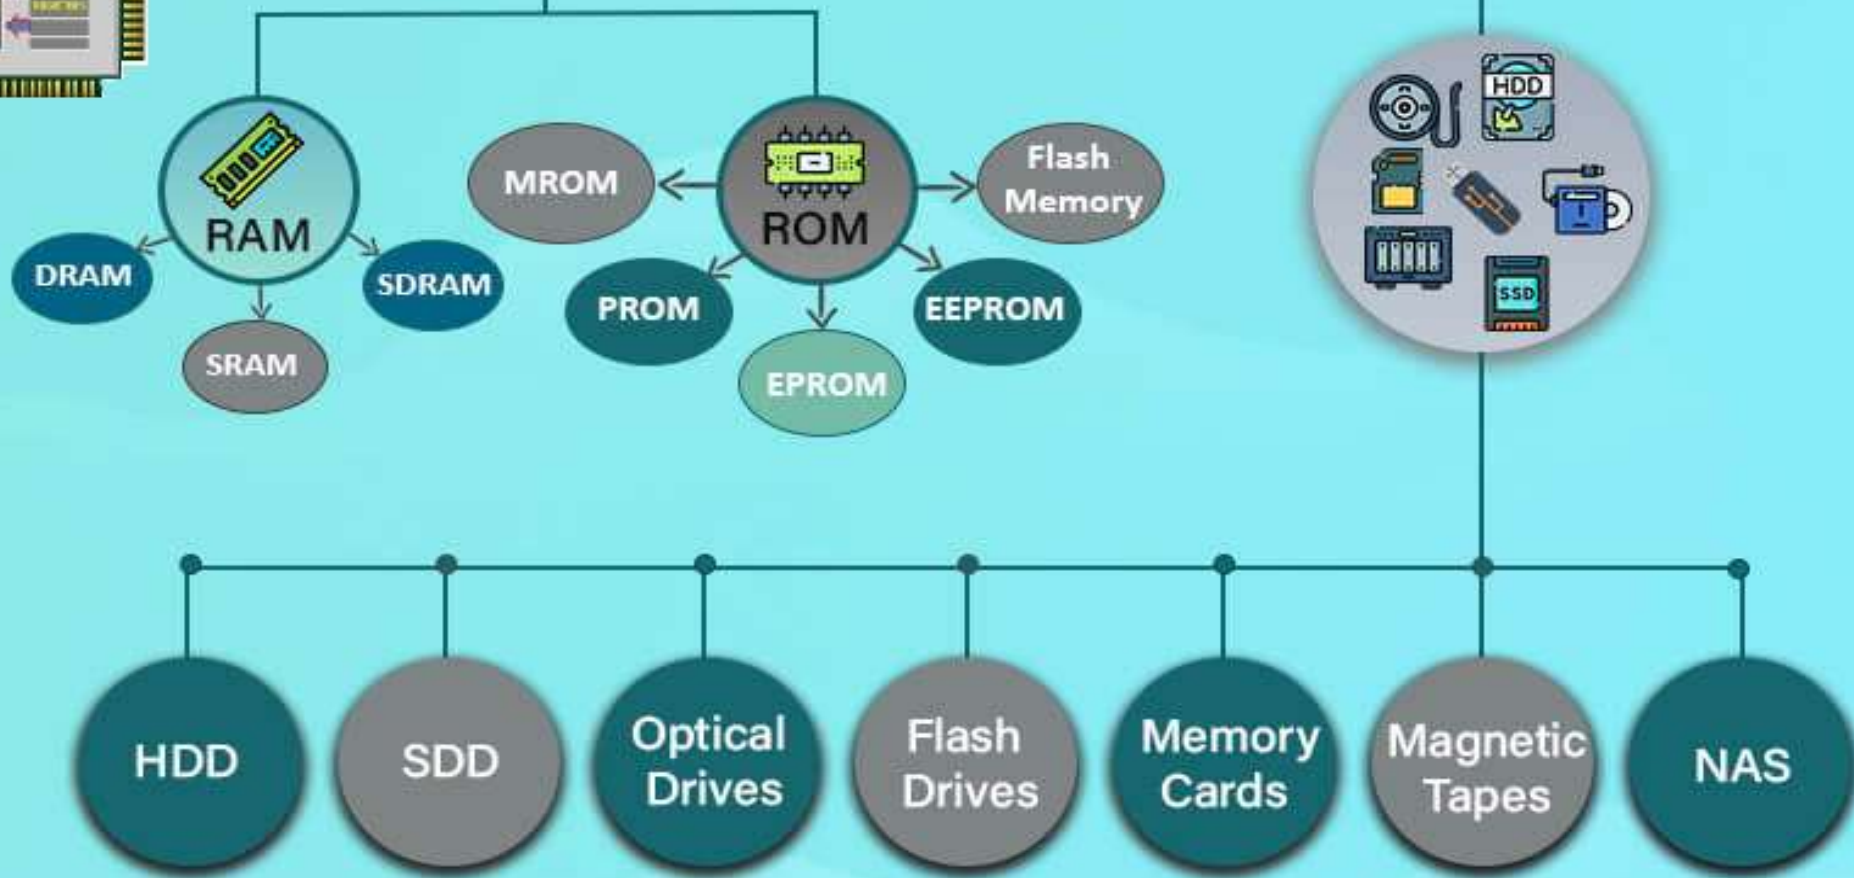 RAM
DRAM
SRAM
SDRAM
ROM
MROM
PROM
EPROM
EEPROM
Flash
Memory
HDD
SSD
HDD
SDD
Optical
Drives
Flash
Drives
Memory
Cards
Magnetic
Tapes
NAS